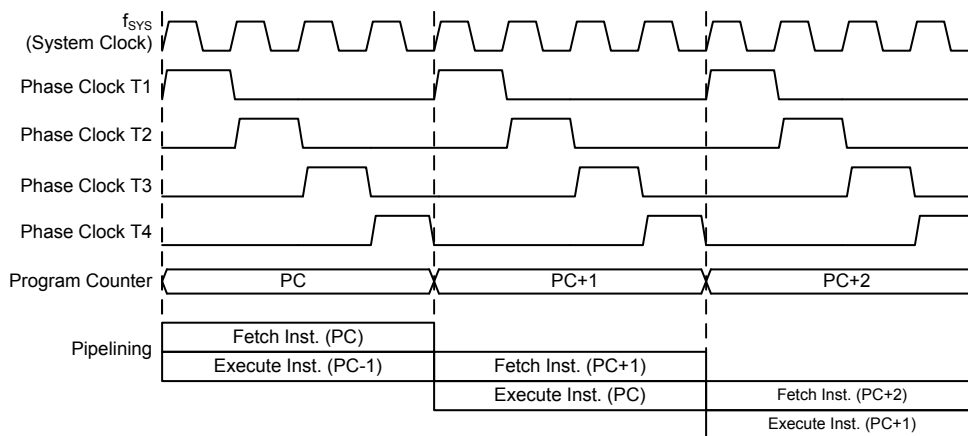 fSYS
(System Clock)
Phase Clock T1
Phase Clock T2
Phase Clock T3
Phase Clock T4
Program Counter PC PC+1 PC+2
Pipelining
Fetch Inst. (PC)
Execute Inst. (PC-1) Fetch Inst. (PC+1)
Execute Inst. (PC) Fetch Inst. (PC+2)
Execute Inst. (PC+1)